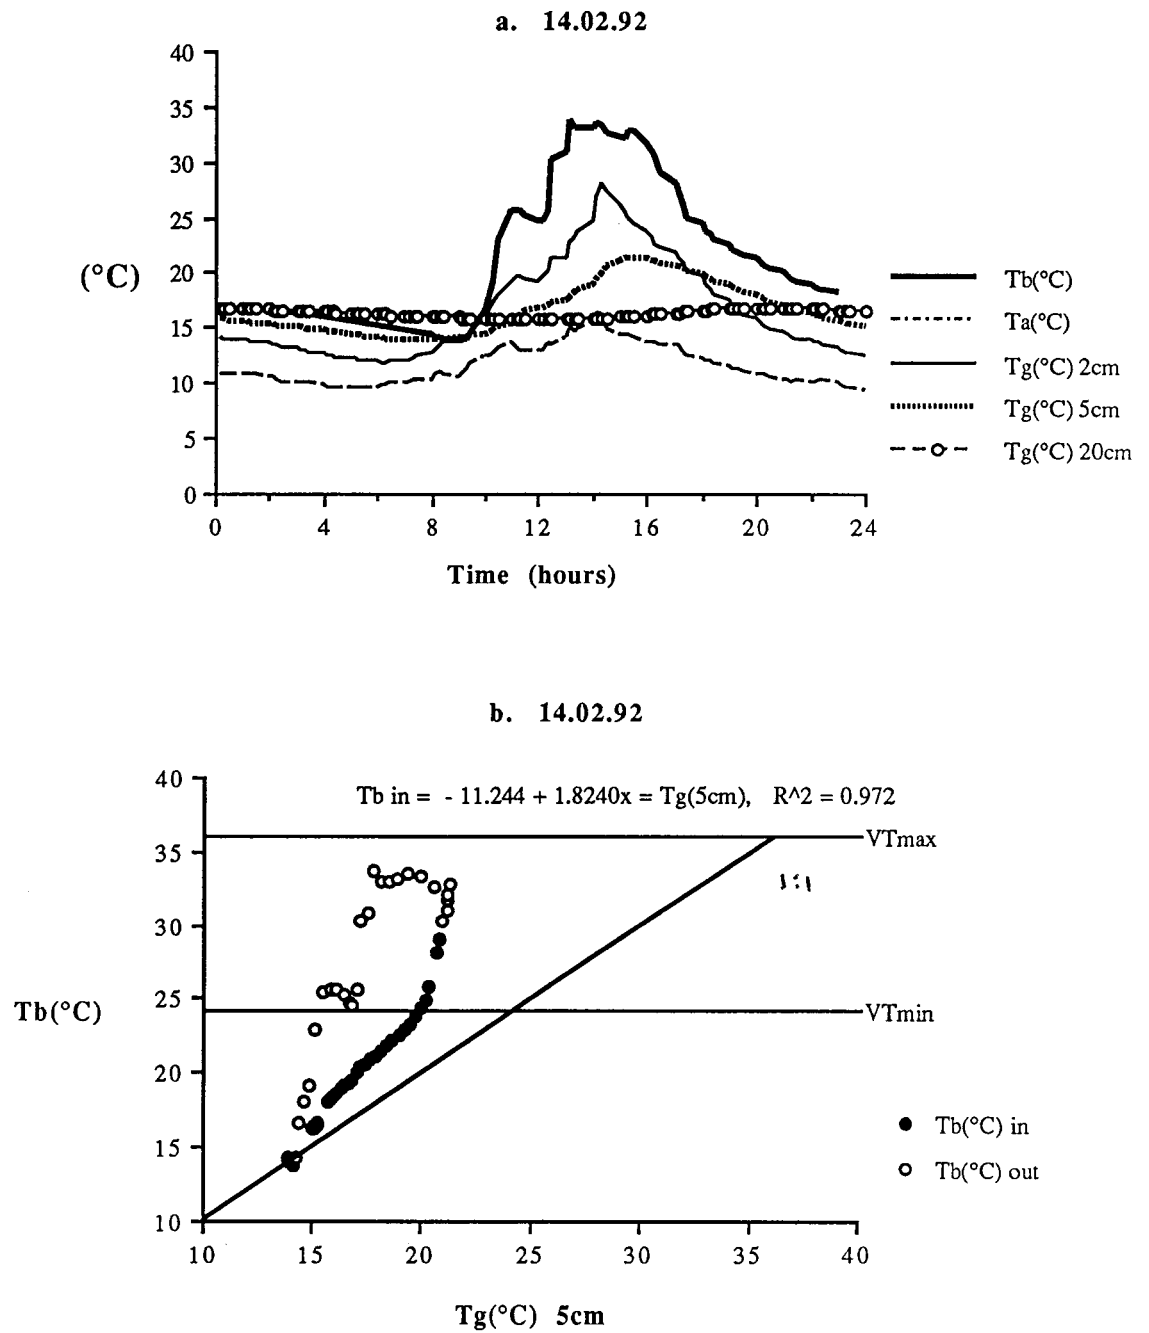 a. 14.02.92
40
35
30
25
20
15
10
5
0
(°C)
0 4 8 12 16 20 24
Time (hours)
Tb(°C)
Ta(°C)
Tg(°C) 2cm
Tg(°C) 5cm
Tg(°C) 20cm
b. 14.02.92
Tb in = - 11.244 + 1.8240x = Tg(5cm), R^2 = 0.972
VTmax
VTmin
40
35
30
25
20
15
10
Tb(°C)
10 15 20 25 30 35 40
Tg(°C) 5cm
Tb(°C) in
Tb(°C) out